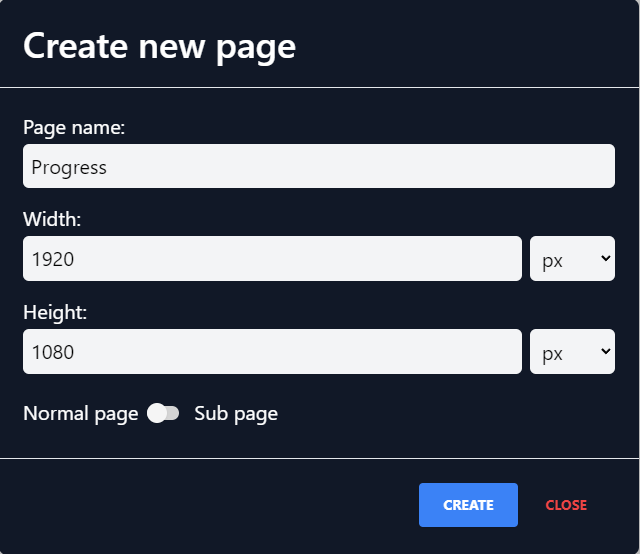 Create new page
Page name:
Progress
Width:
1920 px
Height:
1080 px
Normal page Sub page
CREATE CLOSE